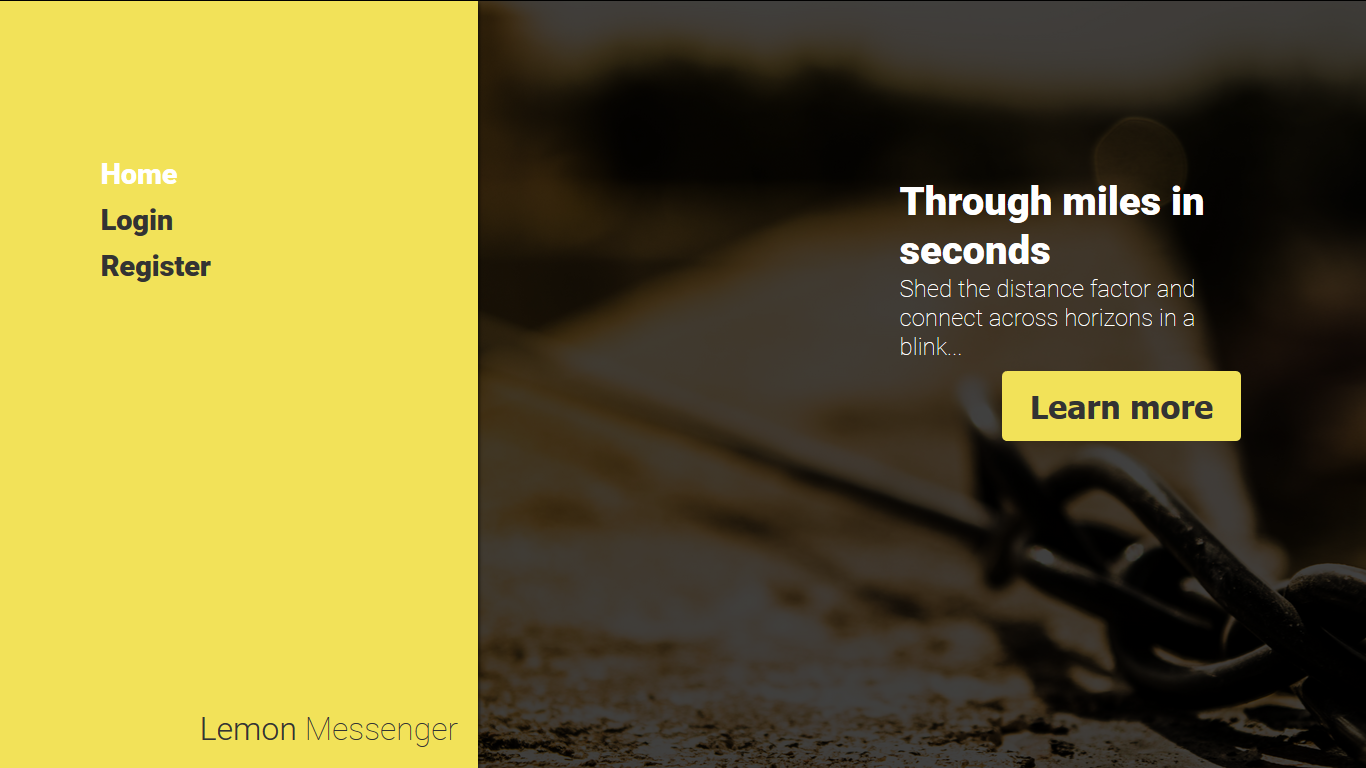 Home
Login
Register
Through miles in
seconds
Shed the distance factor and
connect across horizons in a
blink...
Learn more
Lemon Messenger